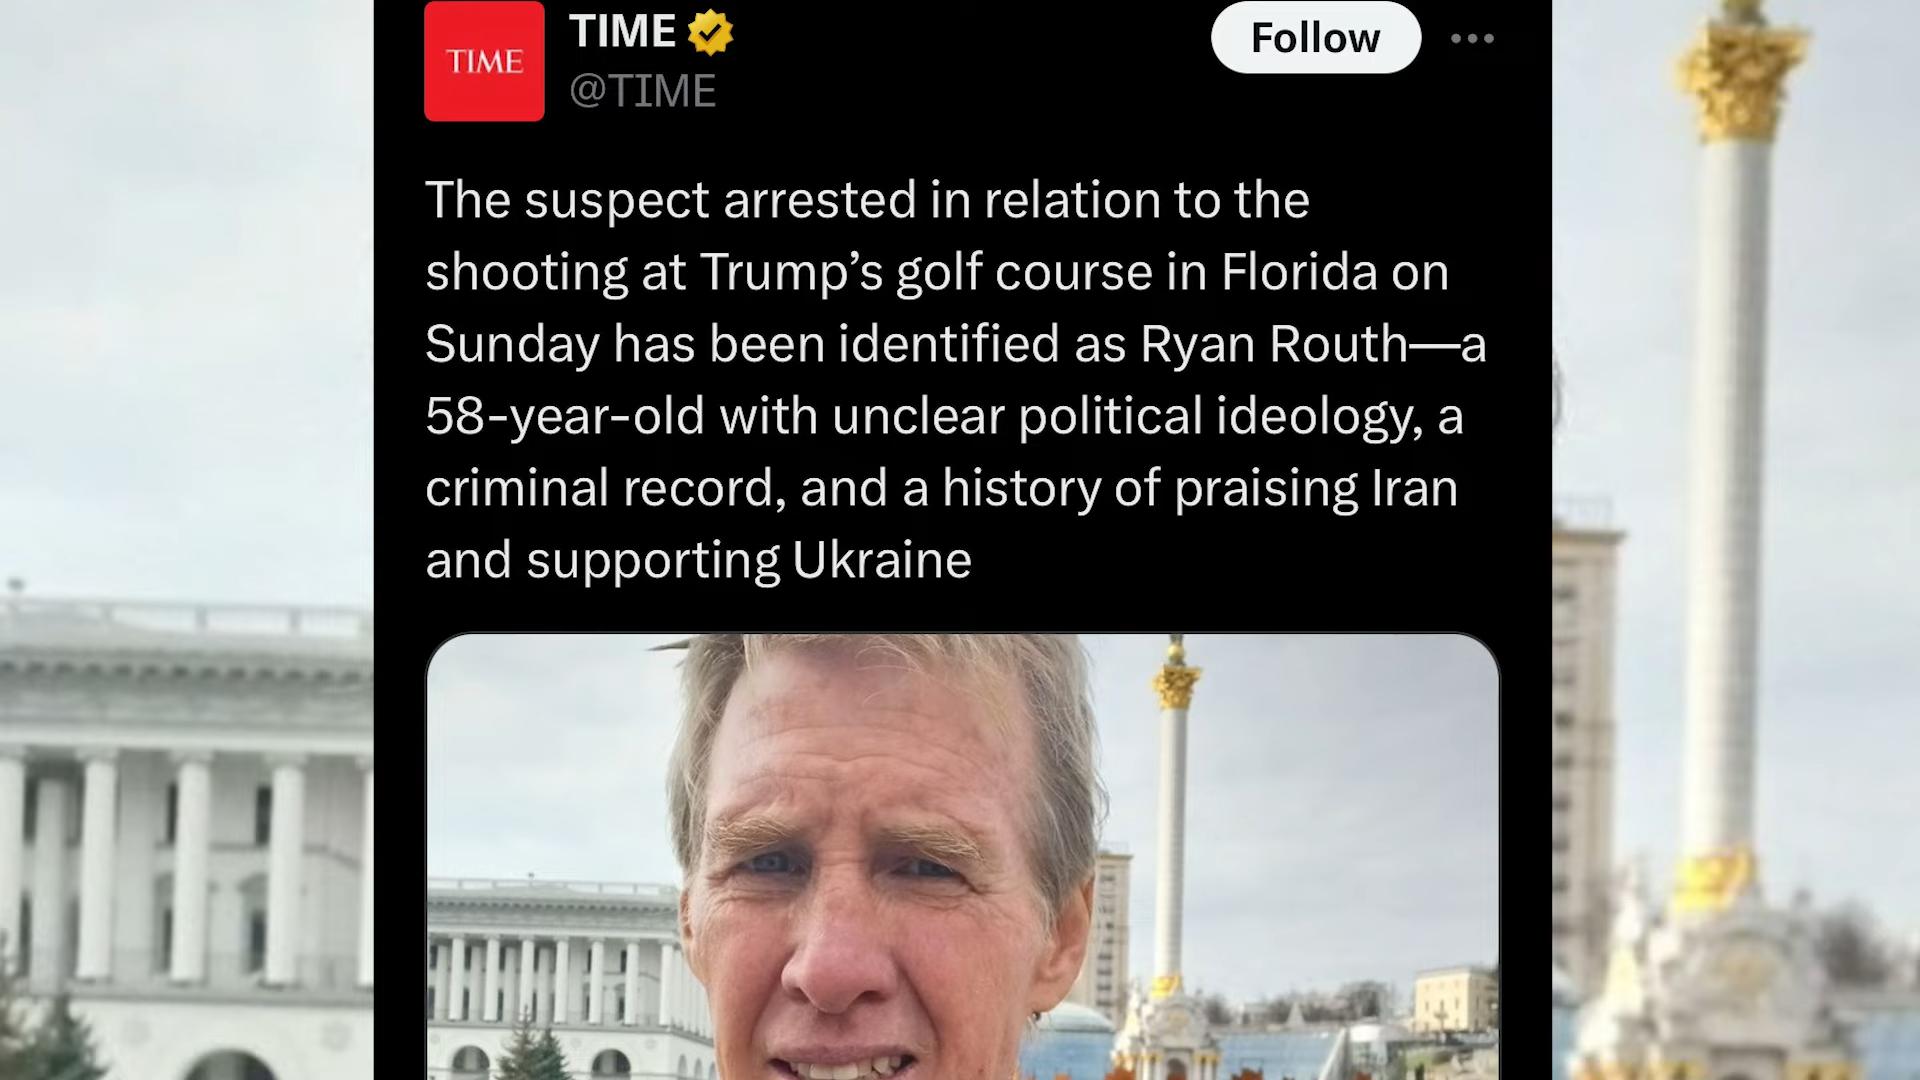 TIME
TIME
@TIME
Follow
The suspect arrested in relation to the
shooting at Trump’s golf course in Florida on
Sunday has been identified as Ryan Routh—a
58-year-old with unclear political ideology, a
criminal record, and a history of praising Iran
and supporting Ukraine